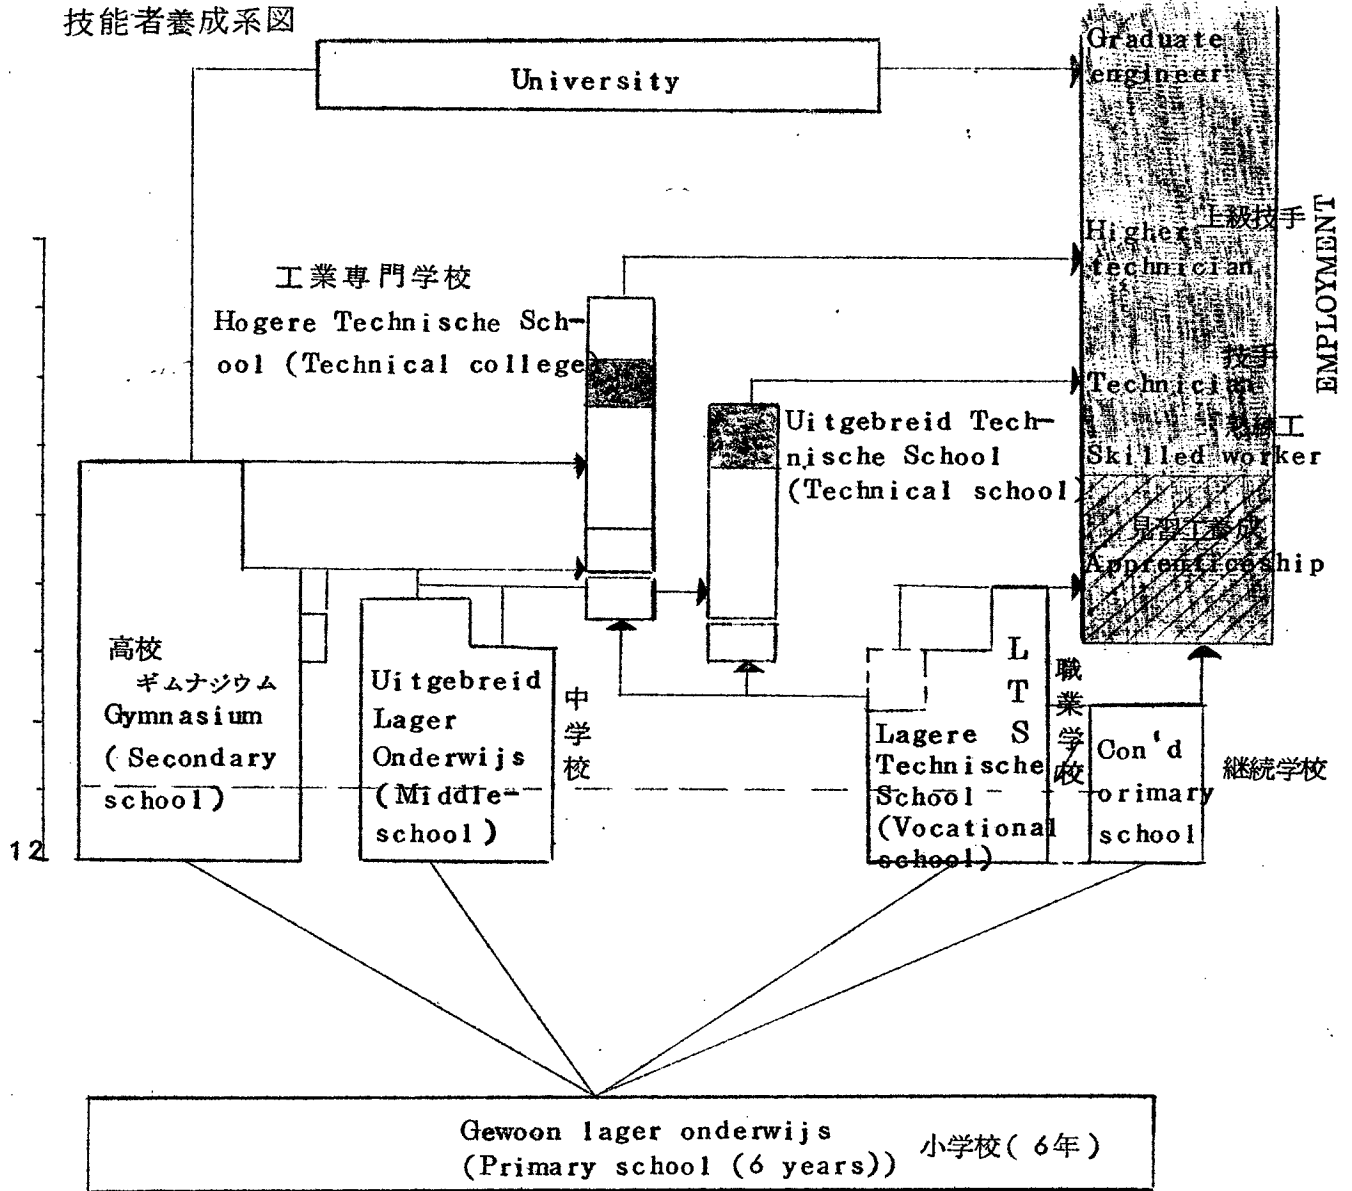 技能者養成系図
University
Graduate
engineer
上級技手
Higher
technician
EMPLOYMENT
工業専門学校
Hogere Technische Sch-
ool (Technical college)
技手
Technician
Uitgebreid Tech-
nische School
(Technical school)
熟練工
Skilled worker
見習工養成
Apprenticeship
高校
ギムナジウム
Gymnasium
(Secondary
school)
Uitgebreid
Lager
Onderwijs
(Middle-
school)
中学校
LTS
Lagere
Technische
School
(Vocational
school)
職業学校
Con'd
orimary
school
継続学校
12
Gewoon lager onderwijs
(Primary school (6 years))
小学校(6年)